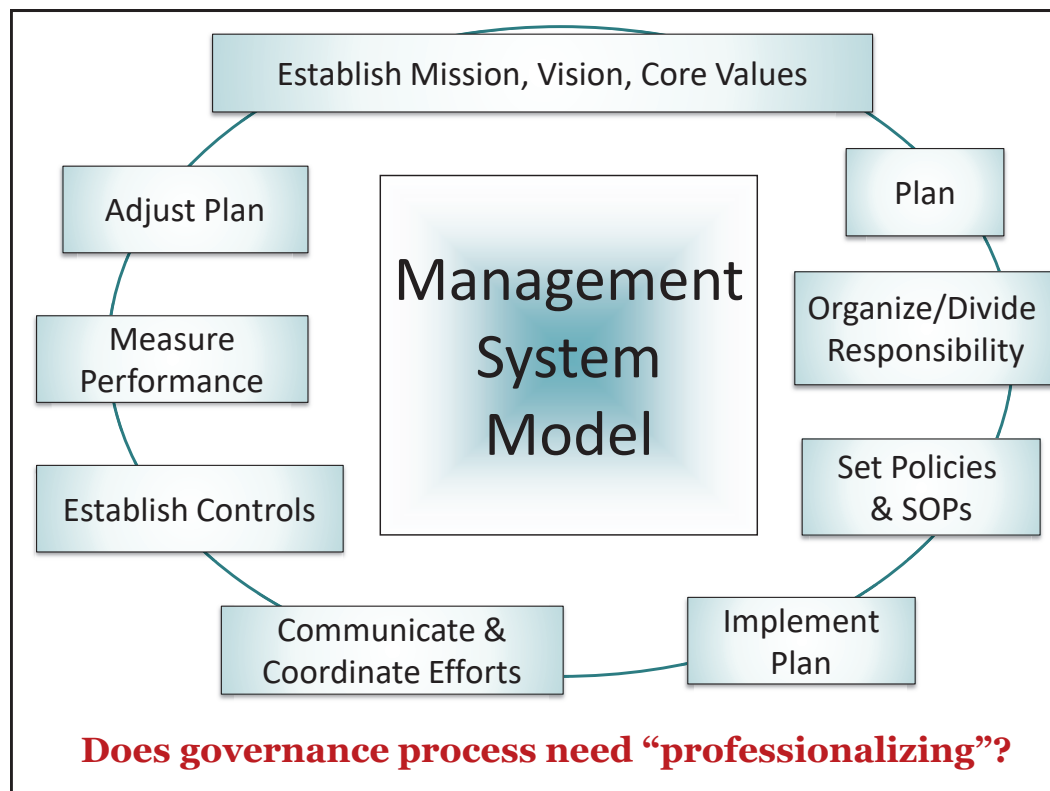 Establish Mission, Vision, Core Values
Plan
Organize/Divide
Responsibility
Set Policies
& SOPs
Implement
Plan
Communicate &
Coordinate Efforts
Establish Controls
Measure
Performance
Adjust Plan
Management
System
Model
Does governance process need “professionalizing”?